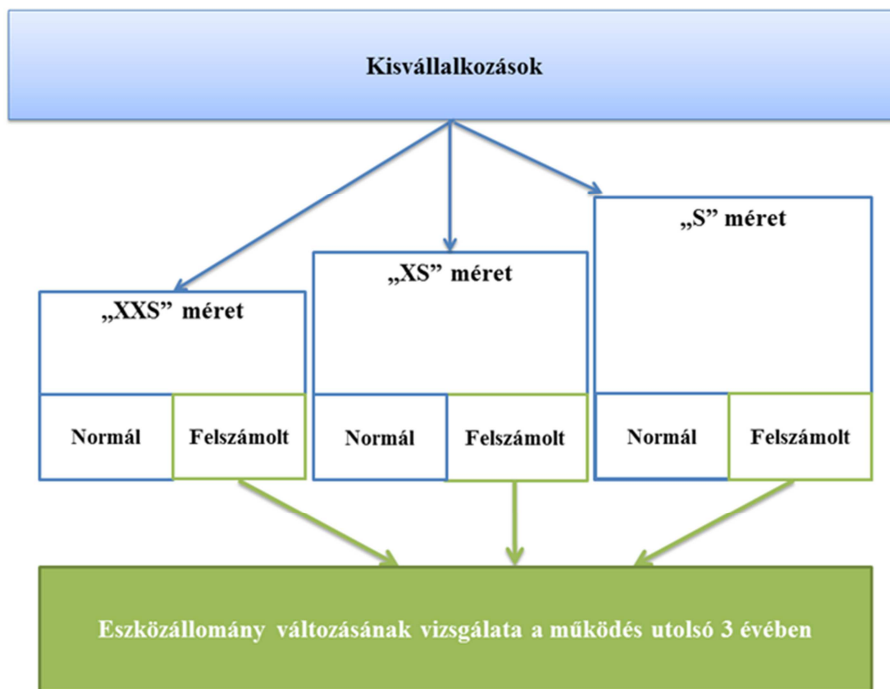 Kisvállalkozások
„S” méret
„XS” méret
„XXS” méret
Normál
Felszámolt
Normál
Felszámolt
Normál
Felszámolt
Eszközállomány változásának vizsgálata a működés utolsó 3 évében